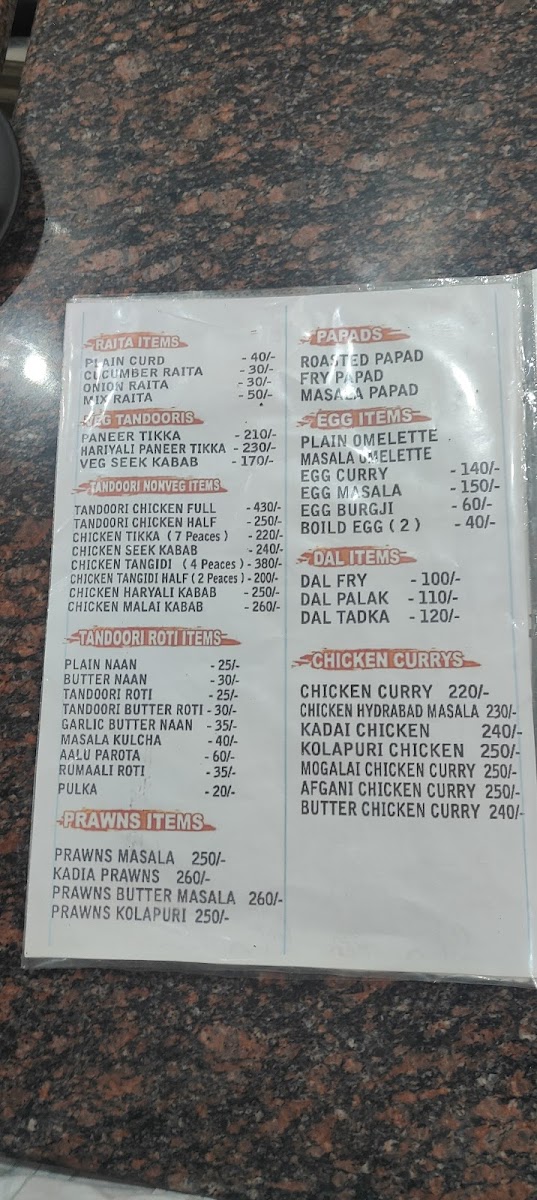 RAITA ITEMS
PLAIN CURD - 40/-
CUCUMBER RAITA - 30/-
ONION RAITA - 30/-
MIX RAITA - 50/-
VEG TANDOORIS
PANEER TIKKA - 210/-
HARIYALI PANEER TIKKA - 230/-
VEG SEEK KABAB - 170/-
TANDOORI NONVEG ITEMS
TANDOORI CHICKEN FULL - 430/-
TANDOORI CHICKEN HALF - 250/-
CHICKEN TIKKA ( 7 Peaces ) - 220/-
CHICKEN SEEK KABAB - 240/-
CHICKEN TANGIDI ( 4 Peaces ) - 380/-
CHICKEN TANGIDI HALF ( 2 Peaces ) - 200/-
CHICKEN HARYALI KABAB - 250/-
CHICKEN MALAI KABAB - 260/-
TANDOORI ROTI ITEMS
PLAIN NAAN - 25/-
BUTTER NAAN - 30/-
TANDOORI ROTI - 25/-
TANDOORI BUTTER ROTI - 30/-
GARLIC BUTTER NAAN - 35/-
MASALA KULCHA - 40/-
AALU PAROTA - 60/-
RUMAALI ROTI - 35/-
PULKA - 20/-
PRAWNS ITEMS
PRAWNS MASALA 250/-
KADIA PRAWNS 260/-
PRAWNS BUTTER MASALA 260/-
PRAWNS KOLAPURI 250/-
PAPADS
ROASTED PAPAD
FRY PAPAD
MASALA PAPAD
EGG ITEMS
PLAIN OMELETTE
MASALA OMELETTE
EGG CURRY - 140/-
EGG MASALA - 150/-
EGG BURGJI - 60/-
BOILD EGG ( 2 ) - 40/-
DAL ITEMS
DAL FRY - 100/-
DAL PALAK - 110/-
DAL TADKA - 120/-
CHICKEN CURRYS
CHICKEN CURRY 220/-
CHICKEN HYDRABAD MASALA 230/-
KADAI CHICKEN 240/-
KOLAPURI CHICKEN 250/-
MOGALAI CHICKEN CURRY 250/-
AFGANI CHICKEN CURRY 250/-
BUTTER CHICKEN CURRY 240/-